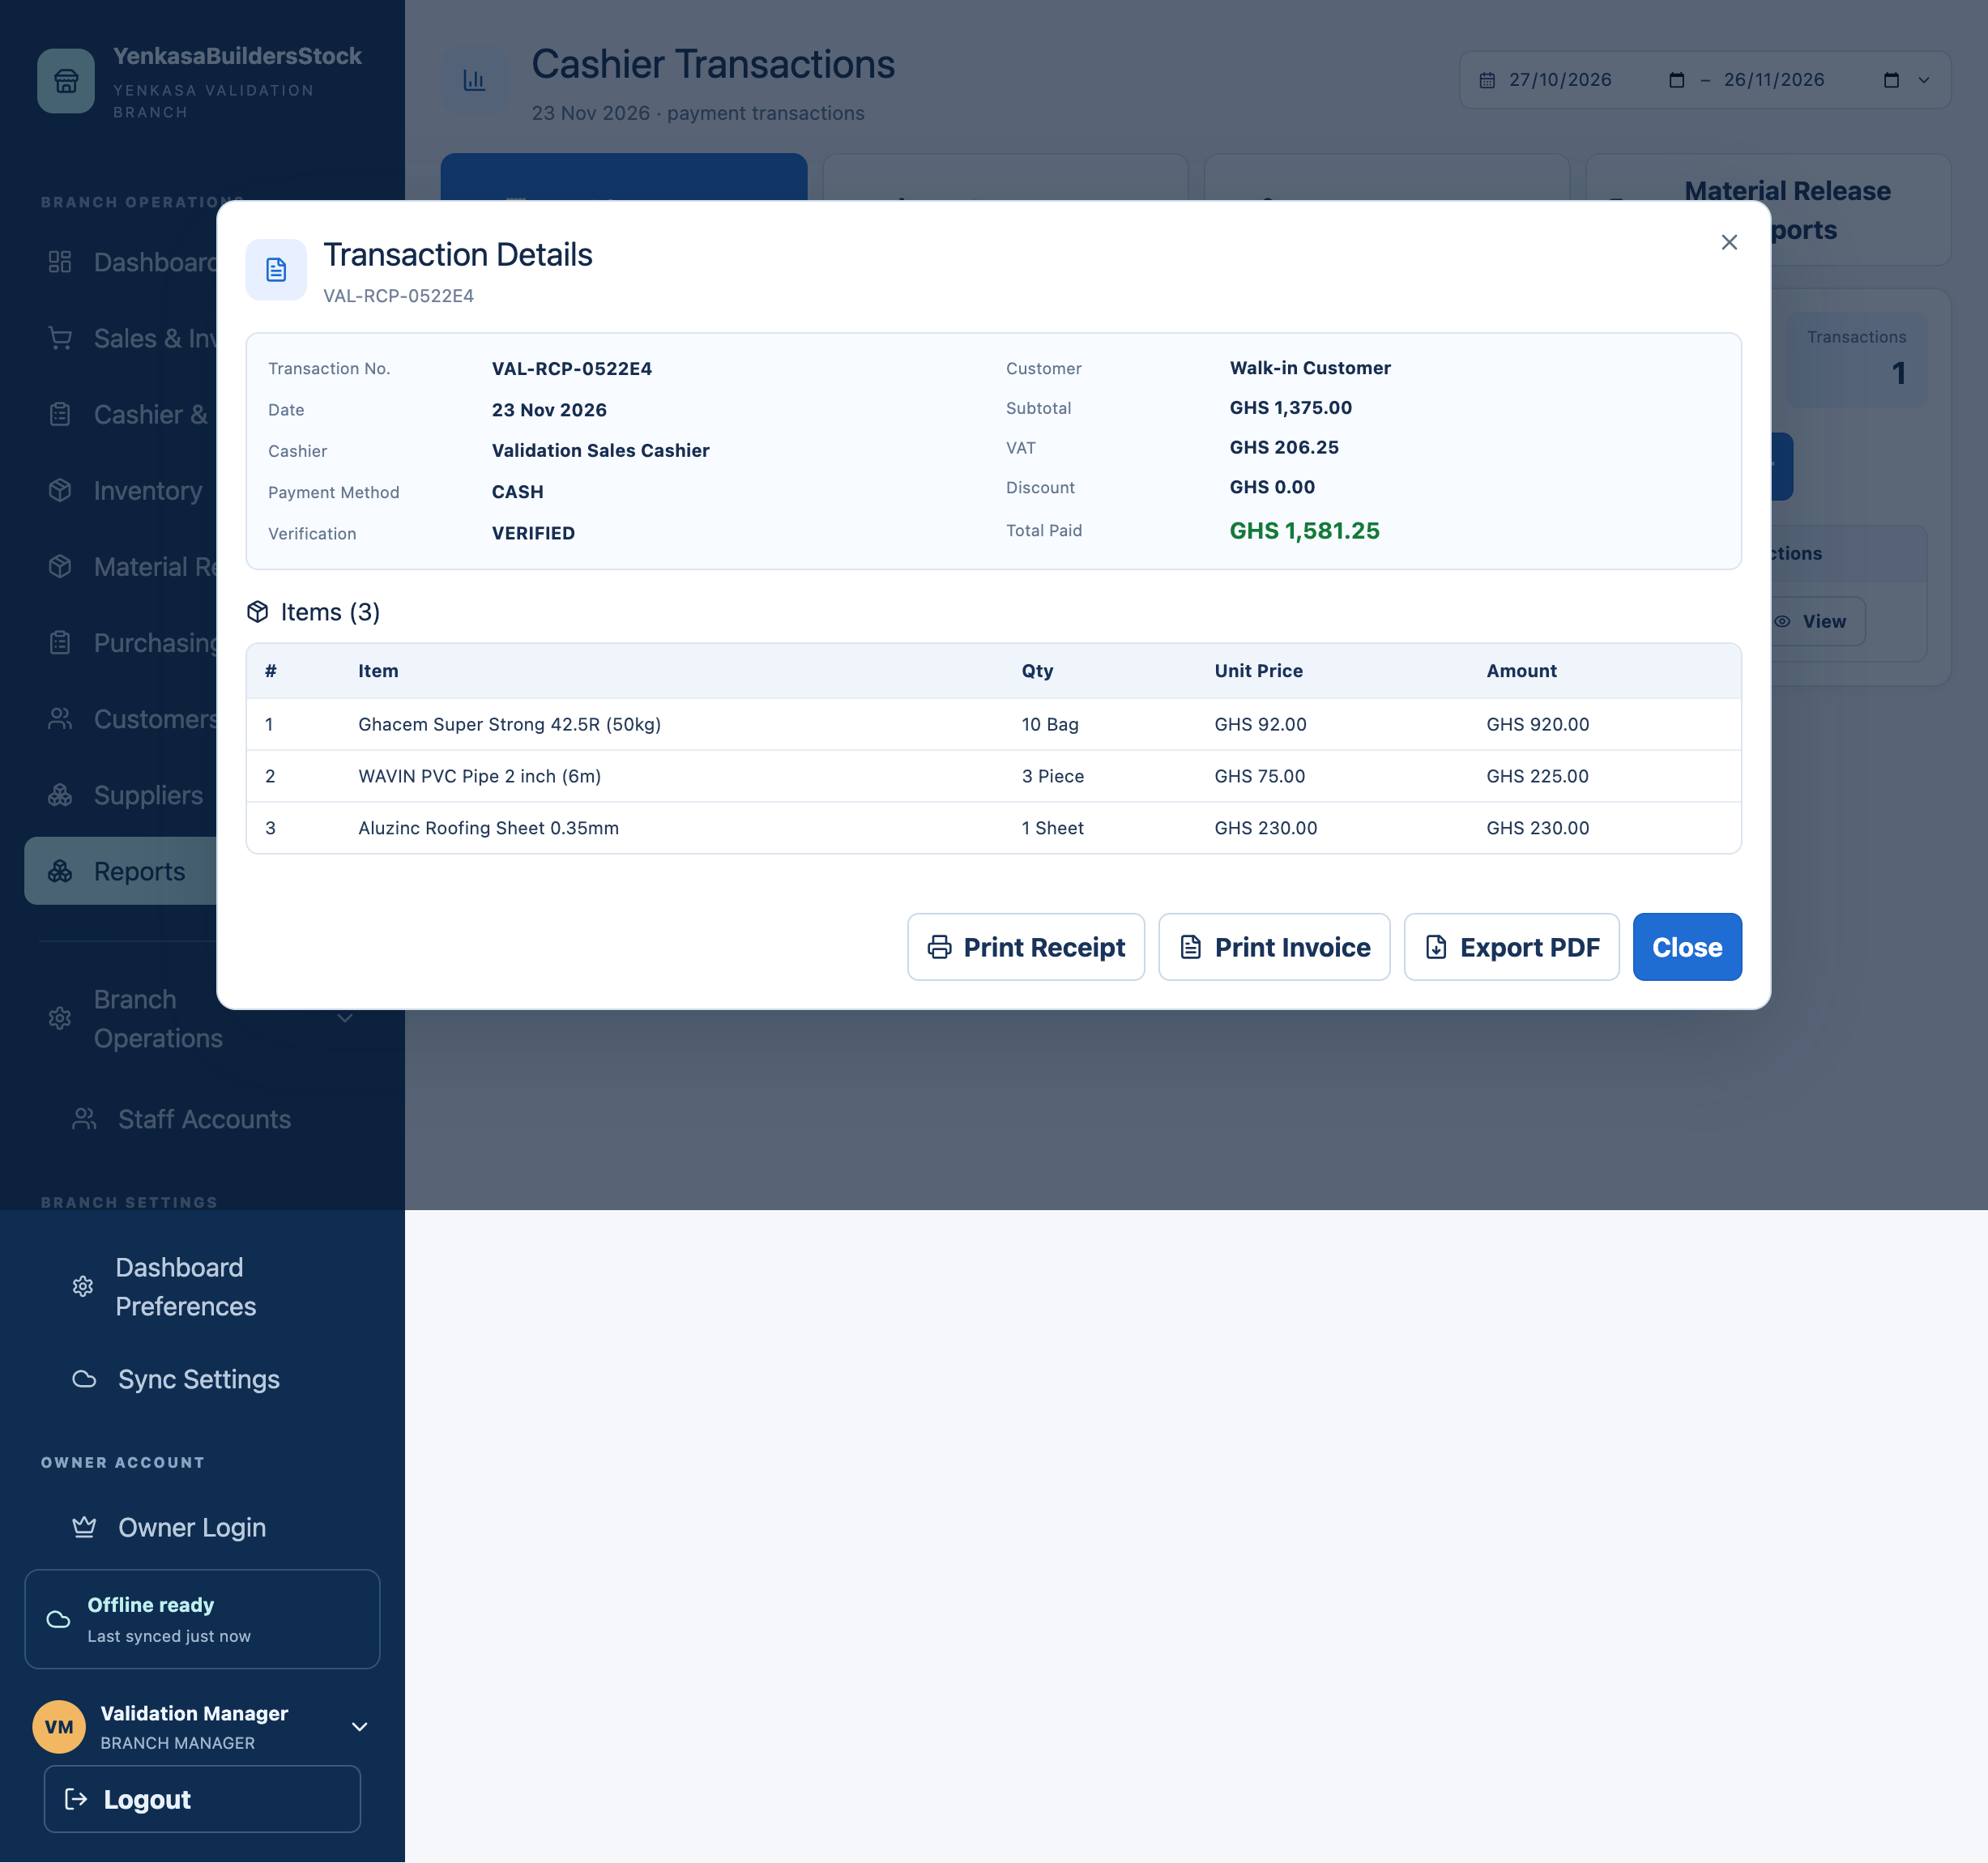 YenkasaBuildersStock
YENKASA VALIDATION
BRANCH
BRANCH OPERATIONS
Dashboard
Sales & Inv
Cashier &
Inventory
Material Re
Purchasing
Customers
Suppliers
Reports
Branch
Operations
Staff Accounts
BRANCH SETTINGS
Dashboard
Preferences
Sync Settings
OWNER ACCOUNT
Owner Login
Offline ready
Last synced just now
VM
Validation Manager
BRANCH MANAGER
Logout
Cashier Transactions
23 Nov 2026 · payment transactions
27/10/2026 – 26/11/2026
Material Release
ports
Transactions
1
ctions
View
Transaction Details
VAL-RCP-0522E4
Transaction No. VAL-RCP-0522E4
Date 23 Nov 2026
Cashier Validation Sales Cashier
Payment Method CASH
Verification VERIFIED
Customer Walk-in Customer
Subtotal GHS 1,375.00
VAT GHS 206.25
Discount GHS 0.00
Total Paid GHS 1,581.25
Items (3)
# Item Qty Unit Price Amount
1 Ghacem Super Strong 42.5R (50kg) 10 Bag GHS 92.00 GHS 920.00
2 WAVIN PVC Pipe 2 inch (6m) 3 Piece GHS 75.00 GHS 225.00
3 Aluzinc Roofing Sheet 0.35mm 1 Sheet GHS 230.00 GHS 230.00
Print Receipt
Print Invoice
Export PDF
Close